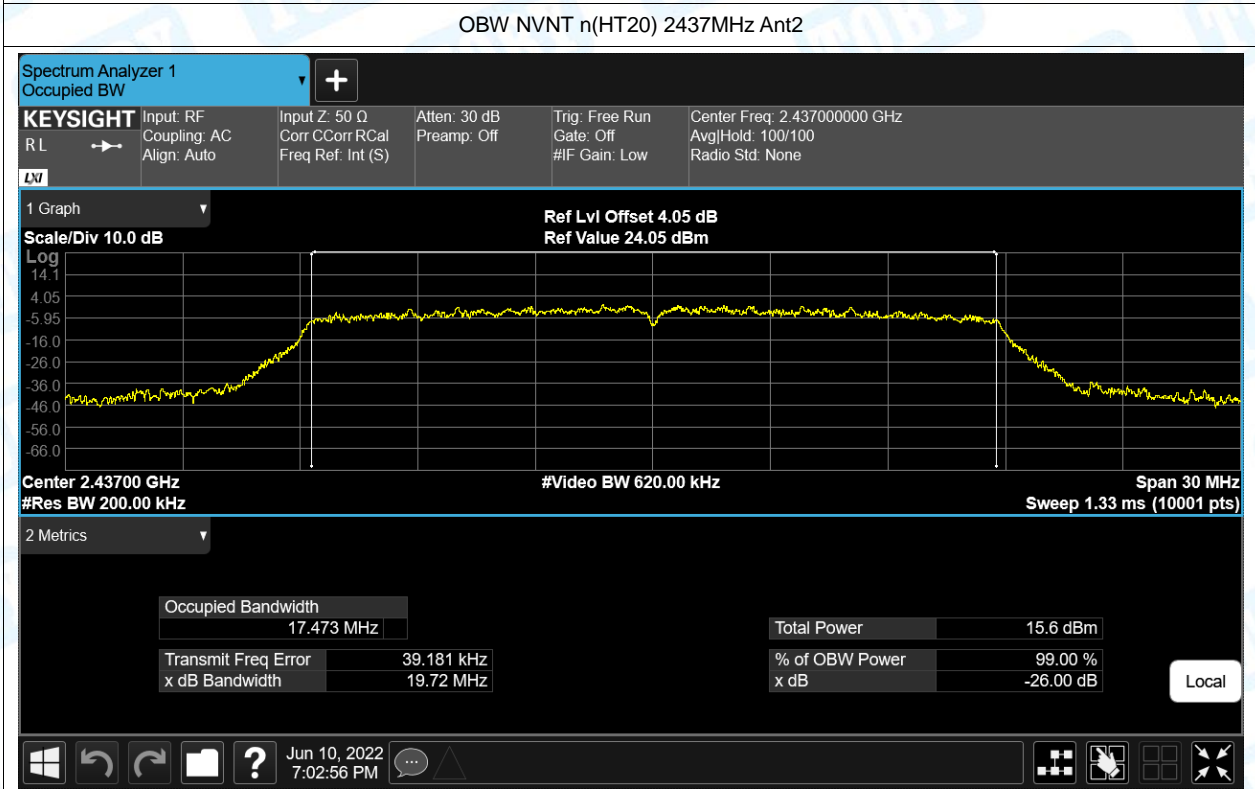 OBW NVNT n(HT20) 2437MHz Ant2
Spectrum Analyzer 1
Occupied BW
KEYSIGHT
RL
LXI
Input: RF
Coupling: AC
Align: Auto
Input Z: 50 Ω
Corr CCorr RCal
Freq Ref: Int (S)
Atten: 30 dB
Preamp: Off
Trig: Free Run
Gate: Off
#IF Gain: Low
Center Freq: 2.437000000 GHz
Avg|Hold: 100/100
Radio Std: None
1 Graph
Scale/Div 10.0 dB
Ref Lvl Offset 4.05 dB
Ref Value 24.05 dBm
Log
14.1
4.05
-5.95
-16.0
-26.0
-36.0
-46.0
-56.0
-66.0
Center 2.43700 GHz
#Video BW 620.00 kHz
Span 30 MHz
#Res BW 200.00 kHz
Sweep 1.33 ms (10001 pts)
2 Metrics
Occupied Bandwidth
17.473 MHz
Total Power 15.6 dBm
Transmit Freq Error 39.181 kHz
% of OBW Power 99.00 %
x dB Bandwidth 19.72 MHz
x dB -26.00 dB
Local
Jun 10, 2022
7:02:56 PM